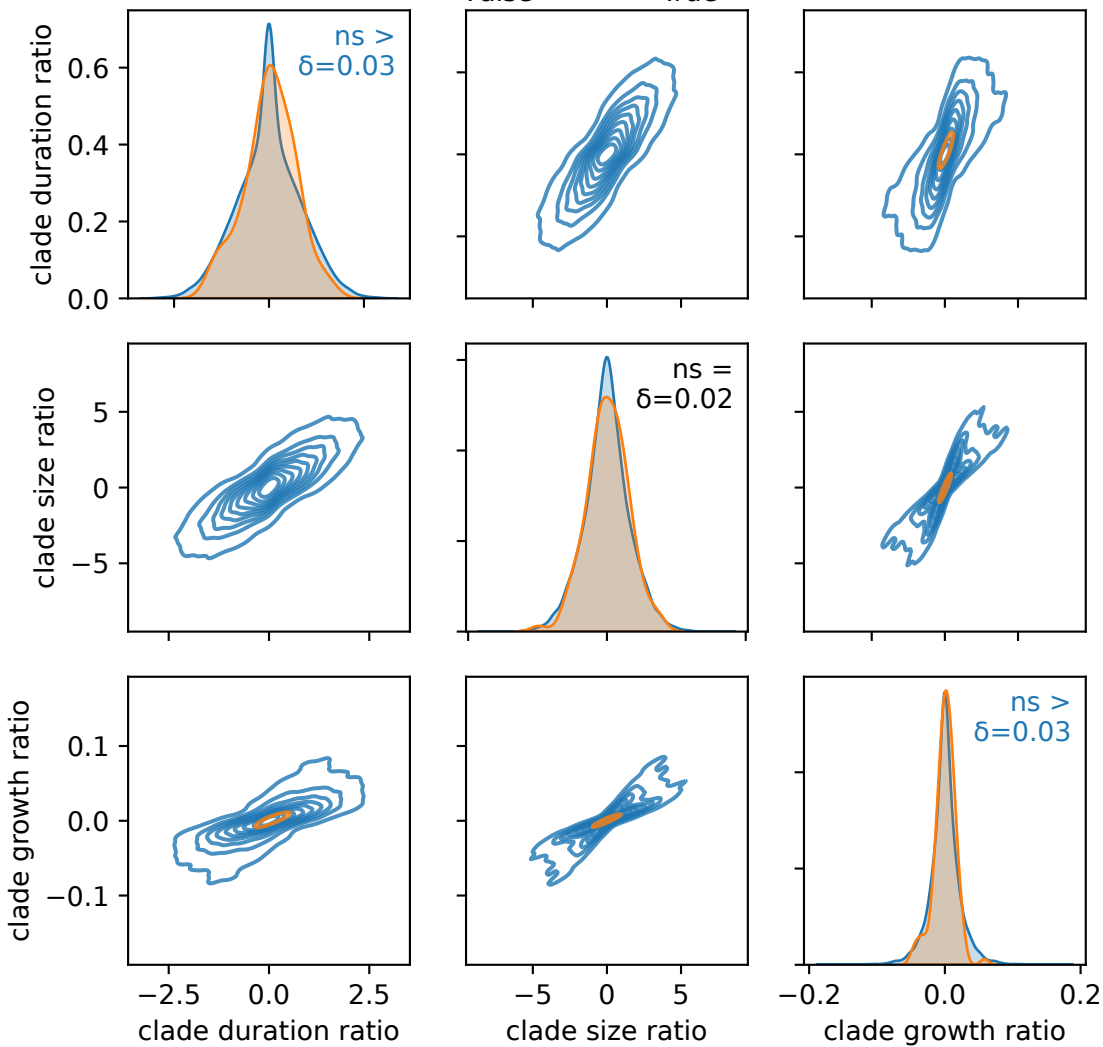 clade duration ratio
0.6
0.4
0.2
0.0
ns >
δ=0.03
clade size ratio
5
0
−5
ns =
δ=0.02
clade growth ratio
0.1
0.0
−0.1
ns >
δ=0.03
−2.5
0.0
2.5
−5
0
5
−0.2
0.0
0.2
clade duration ratio
clade size ratio
clade growth ratio